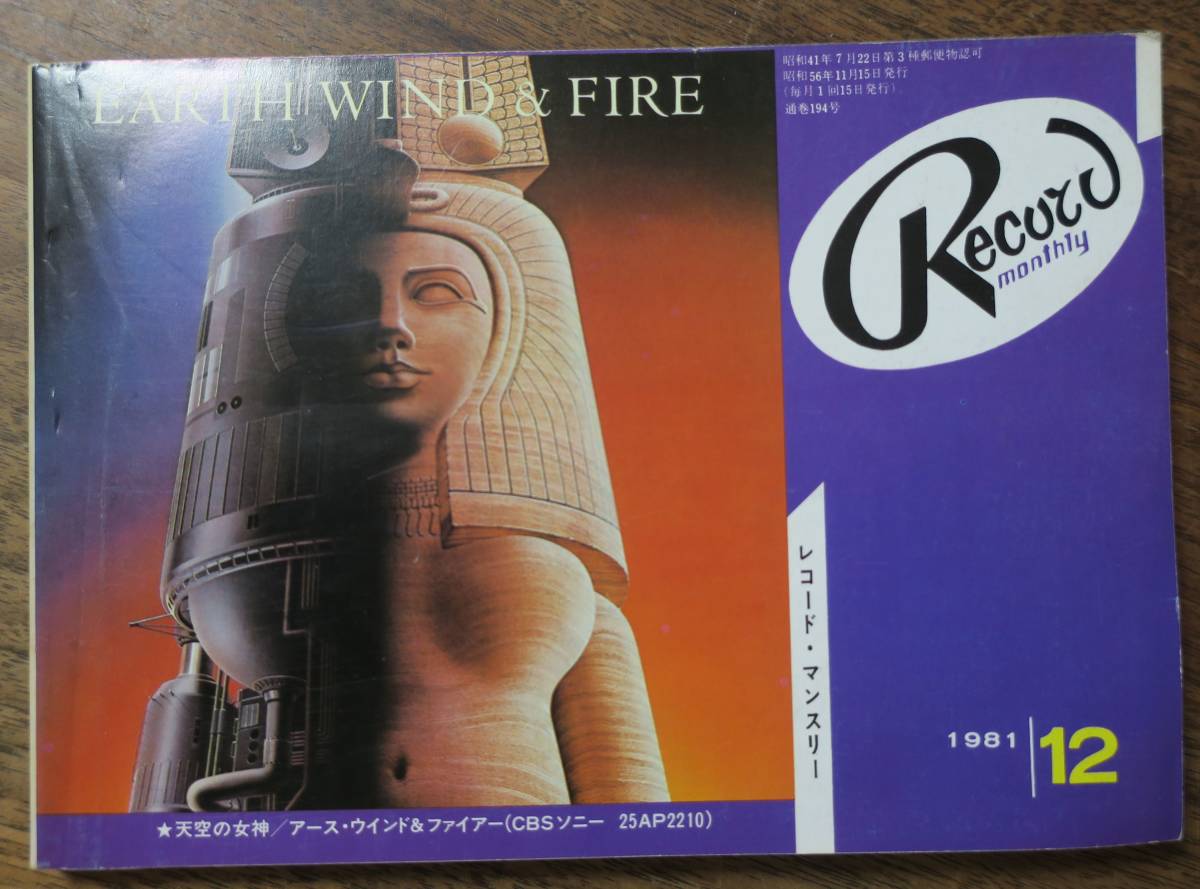 EARTH WIND & FIRE
昭和41年7月22日第3種郵便物認可
昭和56年11月15日発行
(毎月1回15日発行)
通巻194号
Record
monthly
レコード・マンスリー
1981 12
★天空の女神/アース・ウインド&ファイアー(CBSソニー 25AP2210)